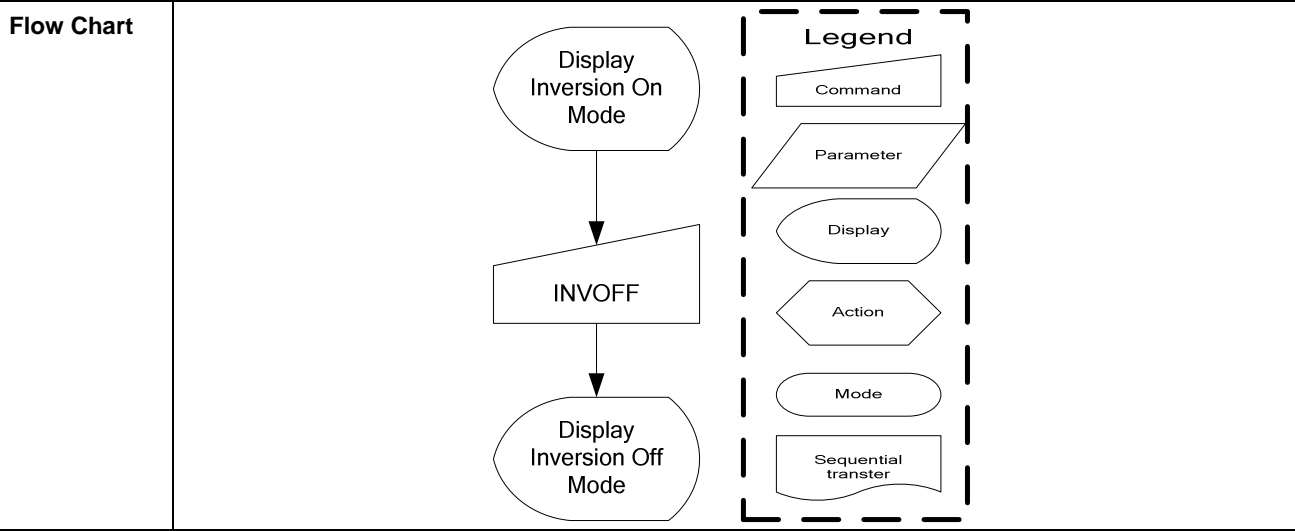 Flow Chart
Display
Inversion On
Mode
INVOFF
Display
Inversion Off
Mode
Legend
Command
Parameter
Display
Action
Mode
Sequential
transter